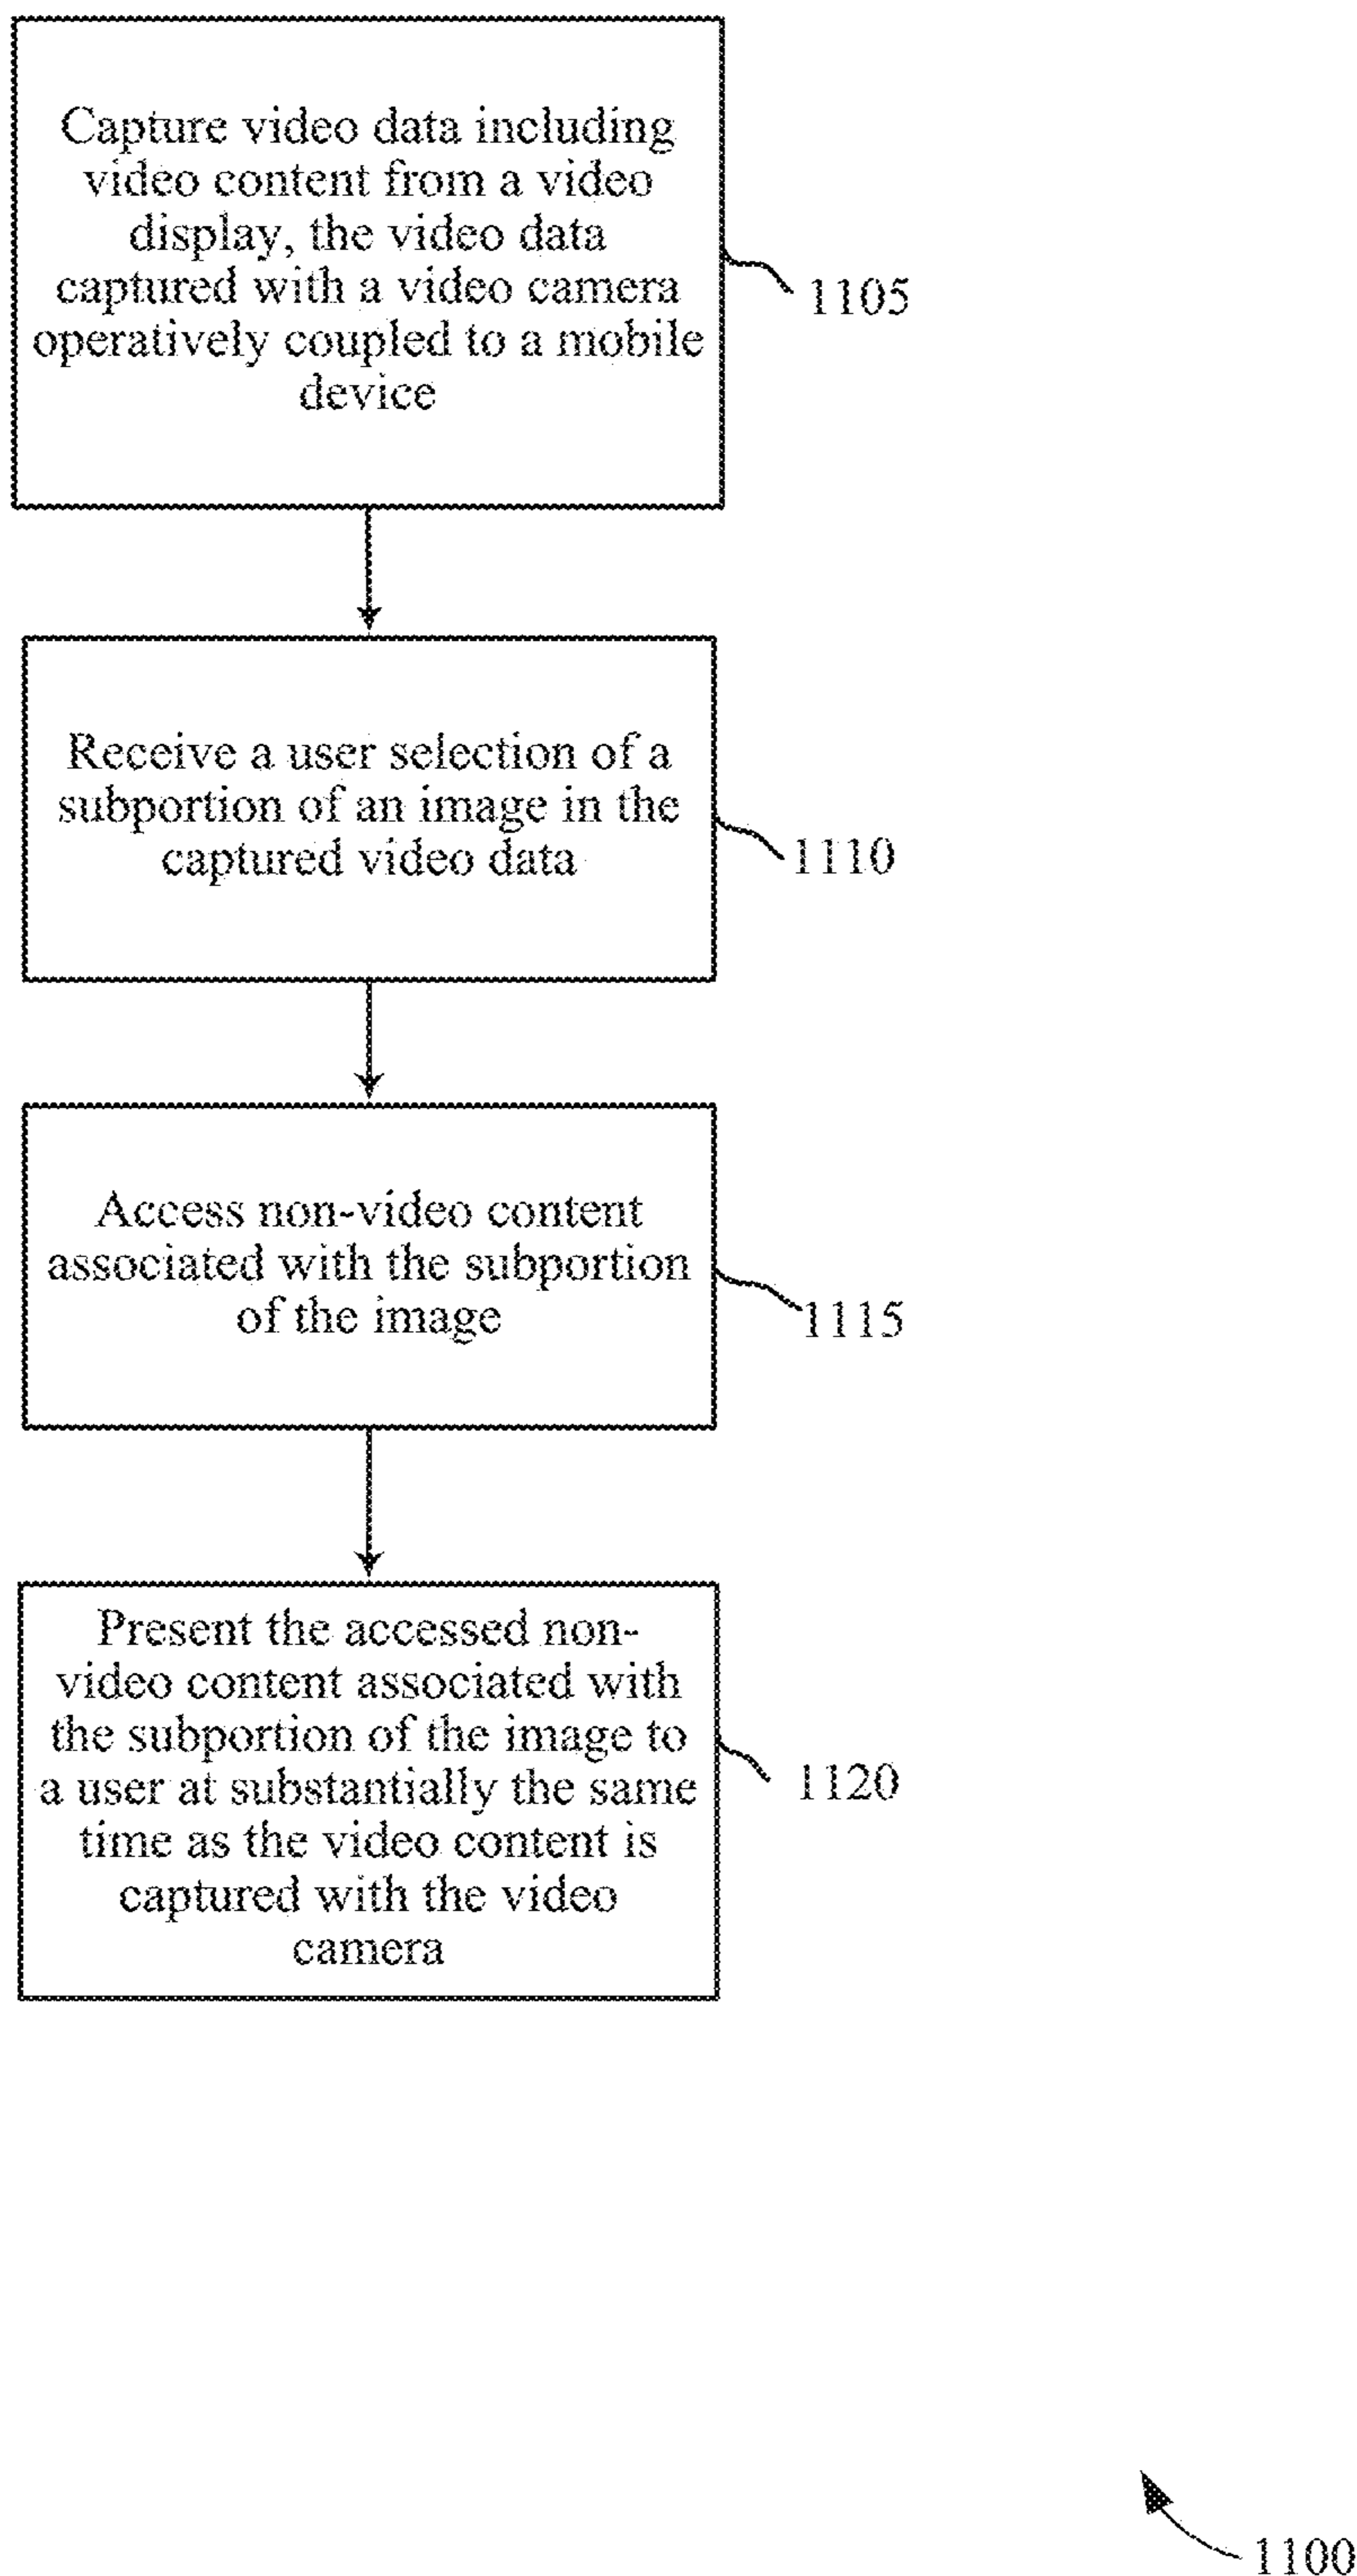 Capture video data including
video content from a video
display, the video data
captured with a video camera
operatively coupled to a mobile
device
1105
Receive a user selection of a
subportion of an image in the
captured video data
1110
Access non-video content
associated with the subportion
of the image
1115
Present the accessed non-
video content associated with
the subportion of the image to
a user at substantially the same
time as the video content is
captured with the video
camera
1120
1100